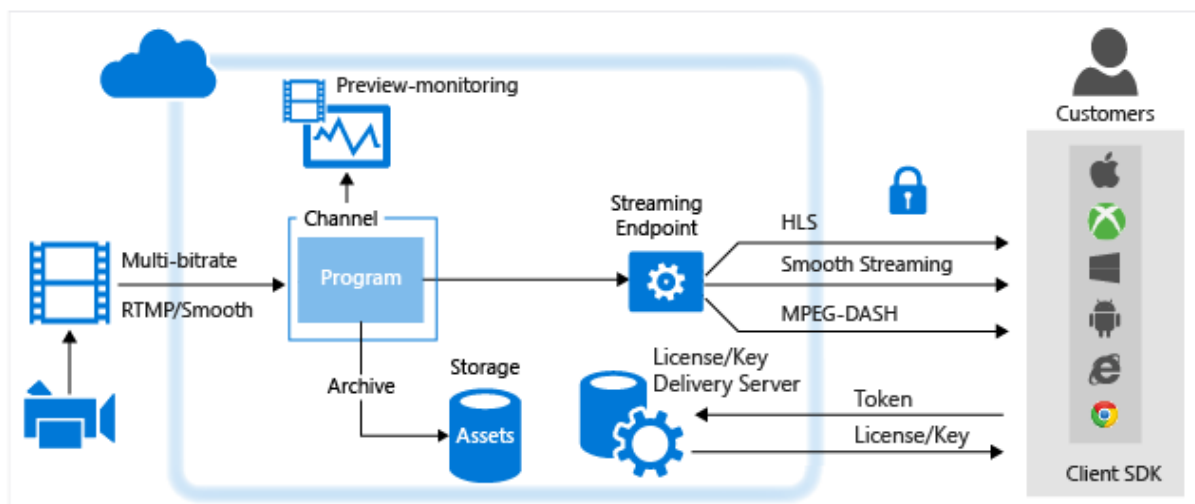 Preview-monitoring
Customers
Channel
Streaming
Endpoint
HLS
Multi-bitrate
Program
Smooth Streaming
RTMP/Smooth
MPEG-DASH
Archive
Storage
License/Key
Delivery Server
Token
Assets
License/Key
Client SDK